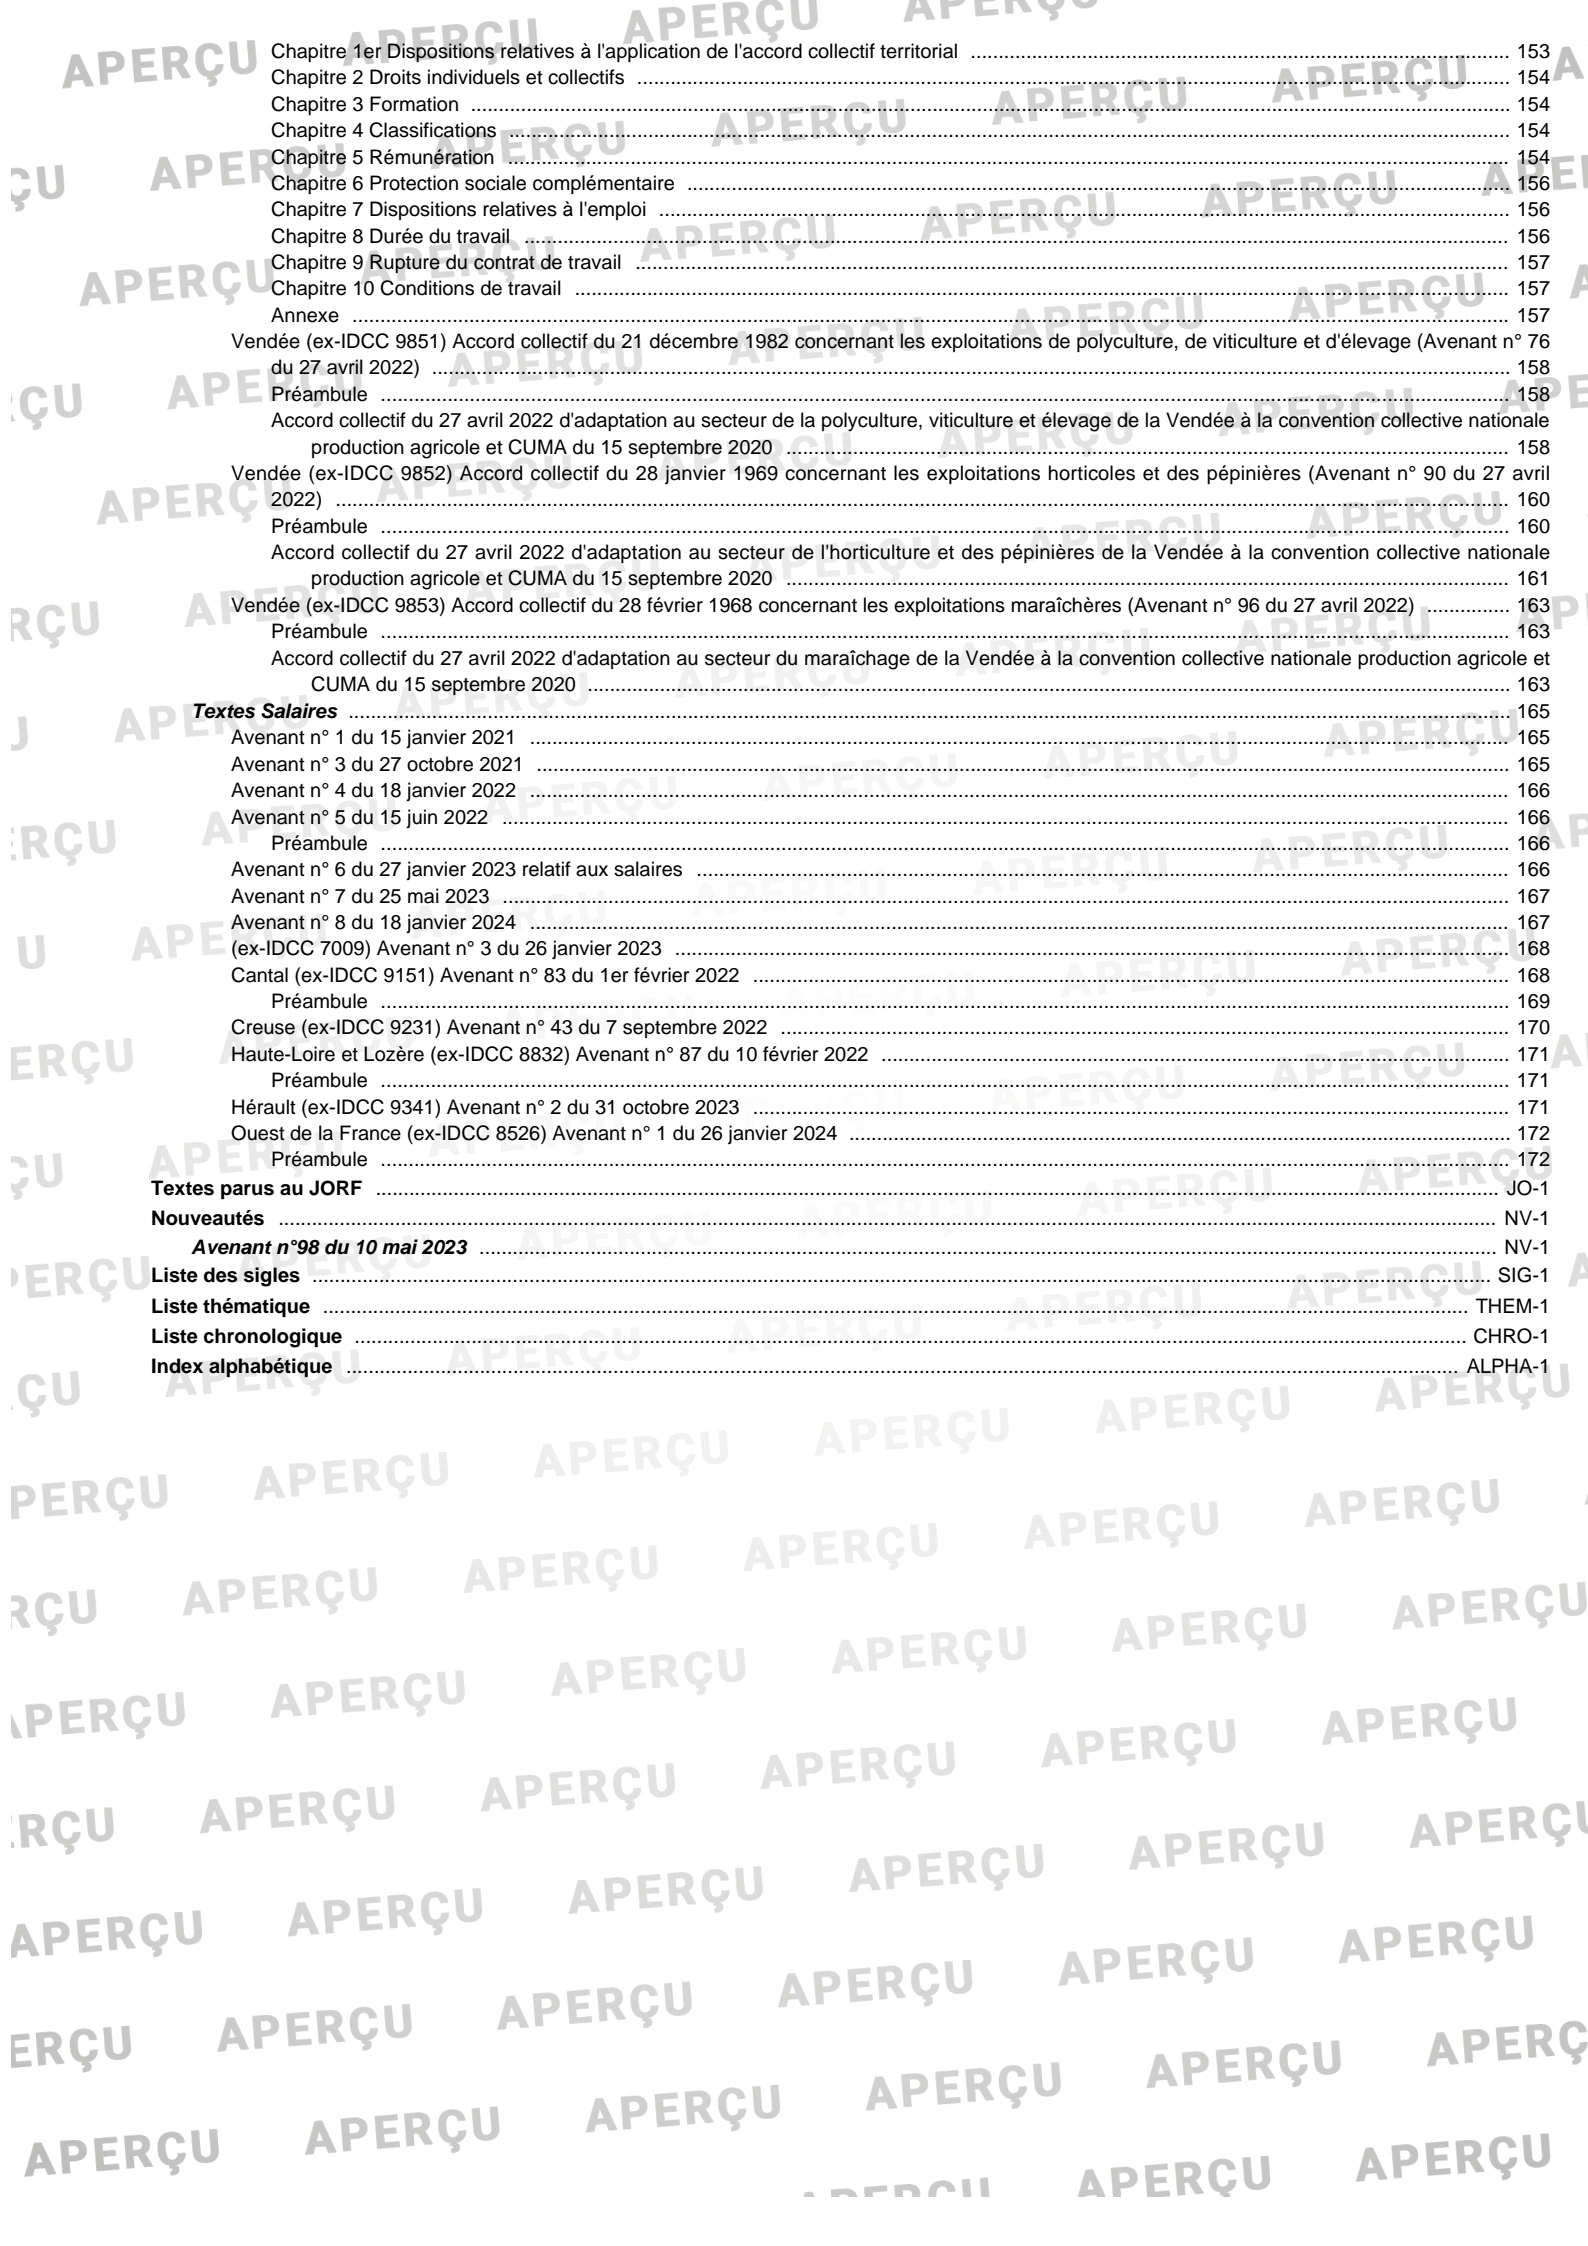 Chapitre 1er Dispositions relatives à l'application de l'accord collectif territorial ........ 153
Chapitre 2 Droits individuels et collectifs ........ 154
Chapitre 3 Formation ........ 154
Chapitre 4 Classifications ........ 154
Chapitre 5 Rémunération ........ 154
Chapitre 6 Protection sociale complémentaire ........ 156
Chapitre 7 Dispositions relatives à l'emploi ........ 156
Chapitre 8 Durée du travail ........ 156
Chapitre 9 Rupture du contrat de travail ........ 157
Chapitre 10 Conditions de travail ........ 157
Annexe ........ 157
Vendée (ex-IDCC 9851) Accord collectif du 21 décembre 1982 concernant les exploitations de polyculture, de viticulture et d'élevage (Avenant n° 76
du 27 avril 2022) ........ 158
Préambule ........ 158
Accord collectif du 27 avril 2022 d'adaptation au secteur de la polyculture, viticulture et élevage de la Vendée à la convention collective nationale
production agricole et CUMA du 15 septembre 2020 ........ 158
Vendée (ex-IDCC 9852) Accord collectif du 28 janvier 1969 concernant les exploitations horticoles et des pépinières (Avenant n° 90 du 27 avril
2022) ........ 160
Préambule ........ 160
Accord collectif du 27 avril 2022 d'adaptation au secteur de l'horticulture et des pépinières de la Vendée à la convention collective nationale
production agricole et CUMA du 15 septembre 2020 ........ 161
Vendée (ex-IDCC 9853) Accord collectif du 28 février 1968 concernant les exploitations maraîchères (Avenant n° 96 du 27 avril 2022) ........ 163
Préambule ........ 163
Accord collectif du 27 avril 2022 d'adaptation au secteur du maraîchage de la Vendée à la convention collective nationale production agricole et
CUMA du 15 septembre 2020 ........ 163
Textes Salaires ........ 165
Avenant n° 1 du 15 janvier 2021 ........ 165
Avenant n° 3 du 27 octobre 2021 ........ 165
Avenant n° 4 du 18 janvier 2022 ........ 166
Avenant n° 5 du 15 juin 2022 ........ 166
Préambule ........ 166
Avenant n° 6 du 27 janvier 2023 relatif aux salaires ........ 166
Avenant n° 7 du 25 mai 2023 ........ 167
Avenant n° 8 du 18 janvier 2024 ........ 167
(ex-IDCC 7009) Avenant n° 3 du 26 janvier 2023 ........ 168
Cantal (ex-IDCC 9151) Avenant n° 83 du 1er février 2022 ........ 168
Préambule ........ 169
Creuse (ex-IDCC 9231) Avenant n° 43 du 7 septembre 2022 ........ 170
Haute-Loire et Lozère (ex-IDCC 8832) Avenant n° 87 du 10 février 2022 ........ 171
Préambule ........ 171
Hérault (ex-IDCC 9341) Avenant n° 2 du 31 octobre 2023 ........ 171
Ouest de la France (ex-IDCC 8526) Avenant n° 1 du 26 janvier 2024 ........ 172
Préambule ........ 172
Textes parus au JORF ........ JO-1
Nouveautés ........ NV-1
Avenant n°98 du 10 mai 2023 ........ NV-1
Liste des sigles ........ SIG-1
Liste thématique ........ THEM-1
Liste chronologique ........ CHRO-1
Index alphabétique ........ ALPHA-1
APERÇU